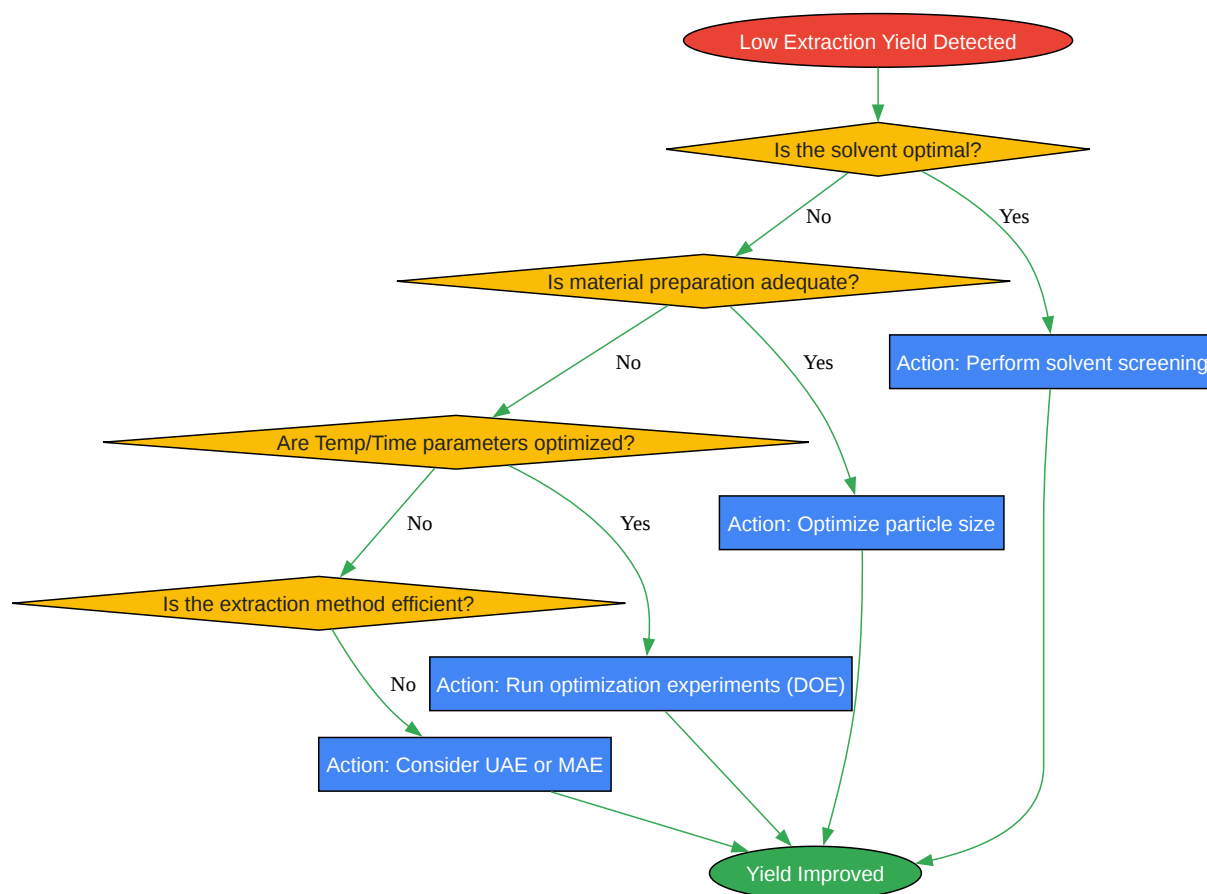 Low Extraction Yield Detected
Is the solvent optimal?
No
Yes
Is material preparation adequate?
No
Yes
Action: Perform solvent screening
Are Temp/Time parameters optimized?
No
Yes
Action: Optimize particle size
Is the extraction method efficient?
No
Action: Run optimization experiments (DOE)
Action: Consider UAE or MAE
Yield Improved